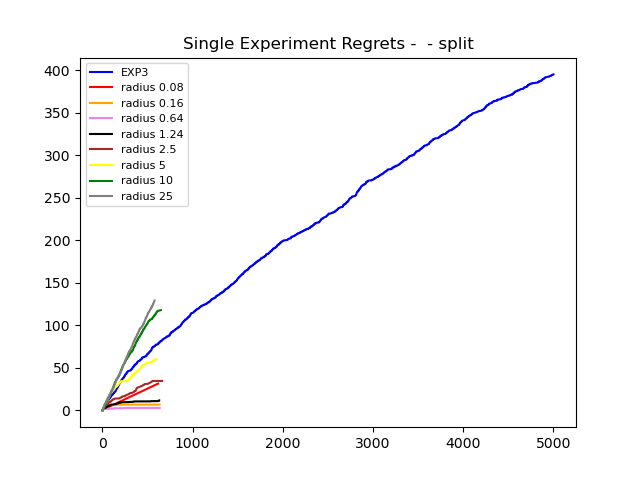 Single Experiment Regrets -  - split
400
350
300
250
200
150
100
50
0
EXP3
radius 0.08
radius 0.16
radius 0.64
radius 1.24
radius 2.5
radius 5
radius 10
radius 25
0 1000 2000 3000 4000 5000